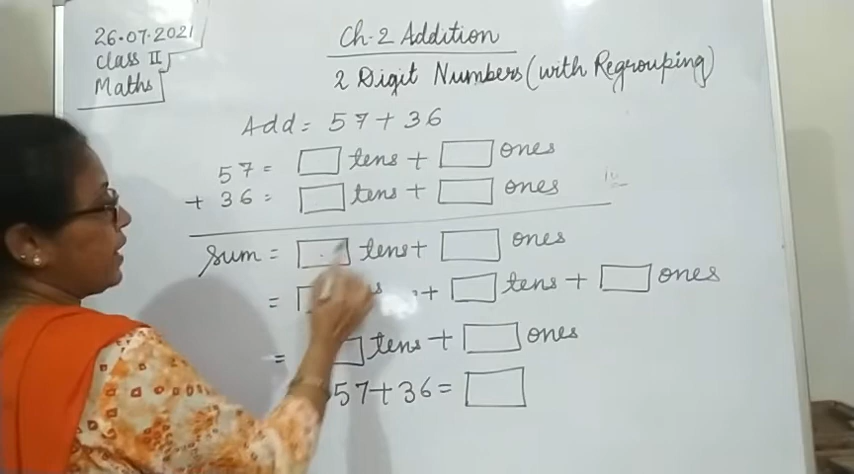 26.07.2021
Class II
Maths
Ch-2 Addition
2 Digit Numbers (with Regrouping)
Add = 57 + 36
57 = tens + ones
+ 36 = tens + ones
Sum = tens + ones
= + tens + ones
= tens + ones
57 + 36 =